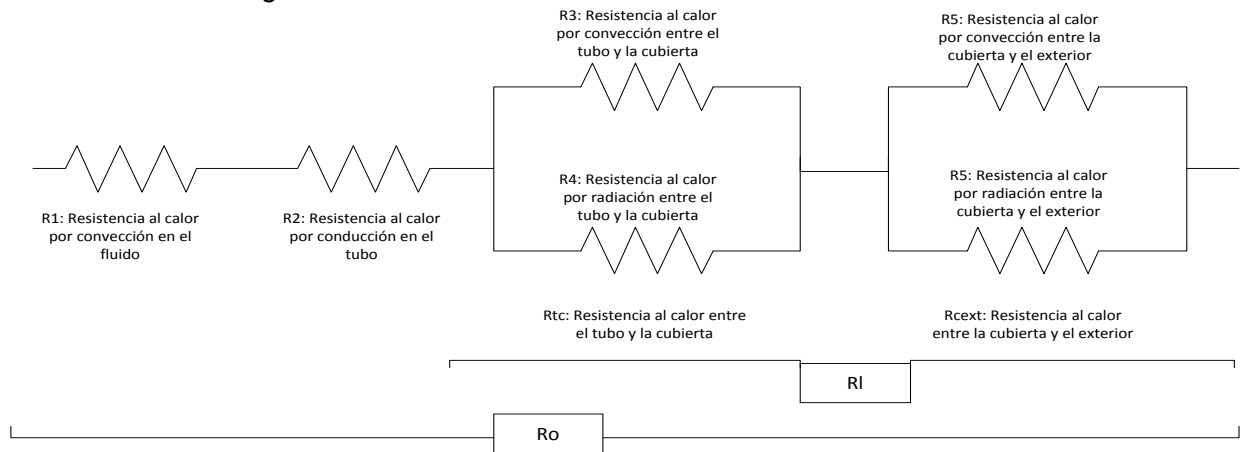 R3: Resistencia al calor
por convección entre el
tubo y la cubierta
R5: Resistencia al calor
por convección entre la
cubierta y el exterior
R1: Resistencia al calor
por convección en el
fluido
R2: Resistencia al calor
por conducción en el
tubo
R4: Resistencia al calor
por radiación entre el
tubo y la cubierta
R5: Resistencia al calor
por radiación entre la
cubierta y el exterior
Rtc: Resistencia al calor entre
el tubo y la cubierta
Rcext: Resistencia al calor
entre la cubierta y el exterior
Rl
Ro